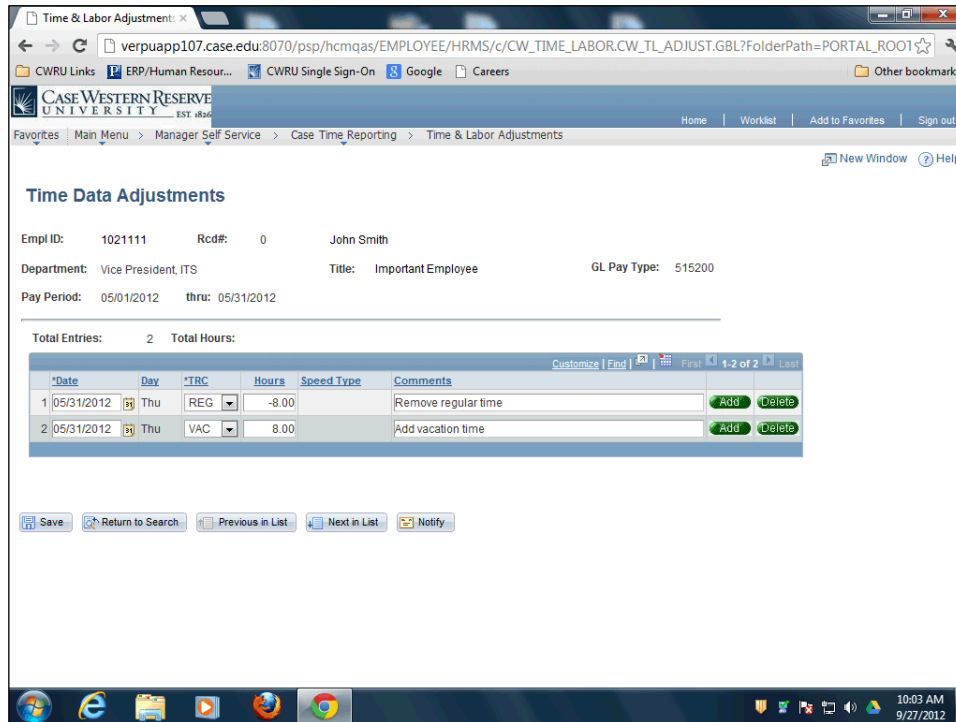 Time & Labor Adjustment: ×
verpuapp107.case.edu:8070/psp/hcmqas/EMPLOYEE/HRMS/c/CW_TIME_LABOR.CW_TL_ADJUST.GBL?FolderPath=PORTAL_ROOT
CWRU Links ERP/Human Resour... CWRU Single Sign-On Google Careers Other bookmark
CASE WESTERN RESERVE
UNIVERSITY EST. 1826
Home | Worklist | Add to Favorites | Sign out
Favorites | Main Menu > Manager Self Service > Case Time Reporting > Time & Labor Adjustments
New Window ? Help
Time Data Adjustments
Empl ID: 1021111 Rcd#: 0 John Smith
Department: Vice President, ITS Title: Important Employee GL Pay Type: 515200
Pay Period: 05/01/2012 thru: 05/31/2012
Total Entries: 2 Total Hours:
Customize | Find | | First 1-2 of 2 Last
*Date Day *TRC Hours Speed Type Comments
1 05/31/2012 31 Thu REG -8.00 Remove regular time Add Delete
2 05/31/2012 31 Thu VAC 8.00 Add vacation time Add Delete
Save Return to Search Previous in List Next in List Notify
10:03 AM
9/27/2012